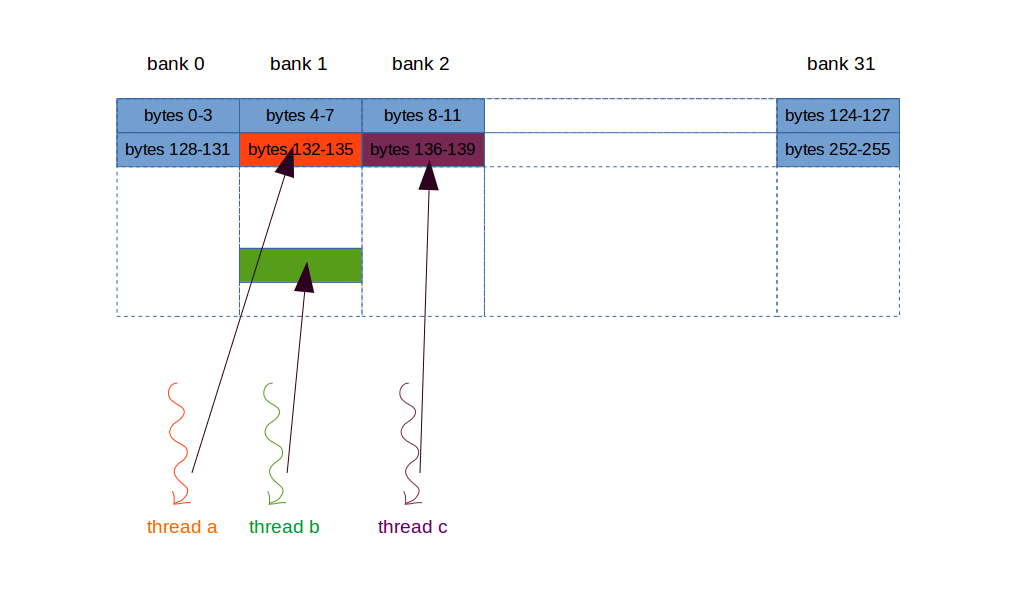 bank 0 bank 1 bank 2 bank 31
bytes 0-3 bytes 4-7 bytes 8-11 bytes 124-127
bytes 128-131 bytes 132-135 bytes 136-139 bytes 252-255
thread a thread b thread c